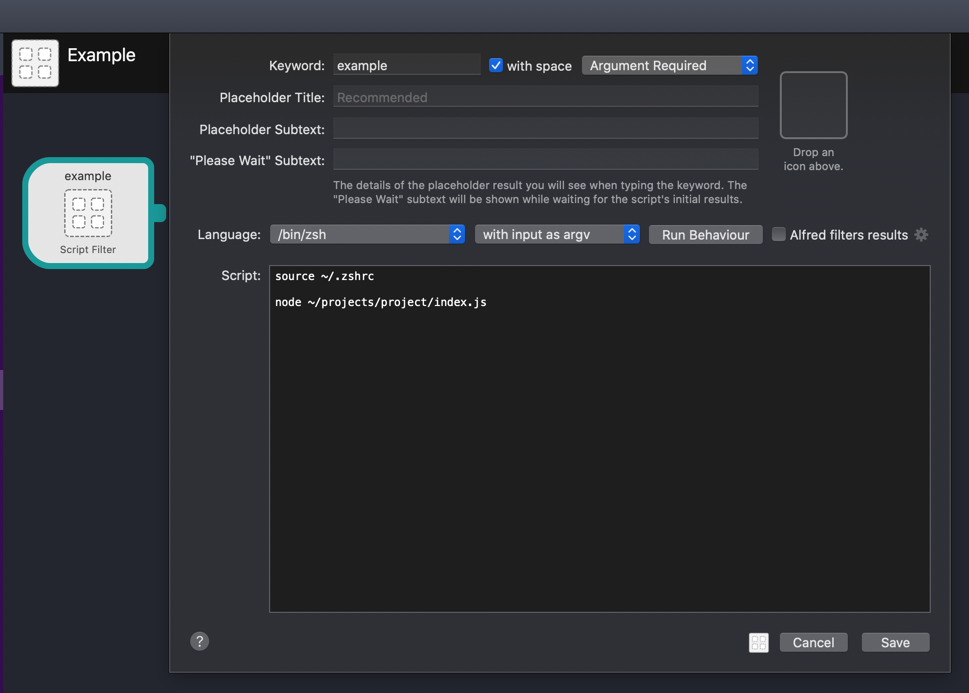 Example
Keyword: example with space Argument Required
Placeholder Title: Recommended
Placeholder Subtext:
"Please Wait" Subtext:
Drop an
icon above.
The details of the placeholder result you will see when typing the keyword. The
"Please Wait" subtext will be shown while waiting for the script's initial results.
example
Script Filter
Language: /bin/zsh with input as argv Run Behaviour Alfred filters results
Script: source ~/.zshrc
node ~/projects/project/index.js
? Cancel Save